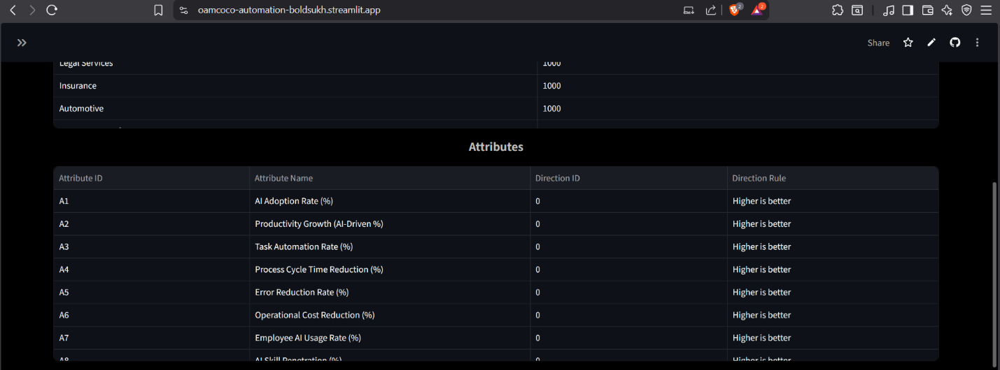 oamcoco-automation-boldsukh.streamlit.app
2
2
Share
Legal Services 1000
Insurance 1000
Automotive 1000
Attributes
Attribute ID Attribute Name Direction ID Direction Rule
A1 AI Adoption Rate (%) 0 Higher is better
A2 Productivity Growth (AI-Driven %) 0 Higher is better
A3 Task Automation Rate (%) 0 Higher is better
A4 Process Cycle Time Reduction (%) 0 Higher is better
A5 Error Reduction Rate (%) 0 Higher is better
A6 Operational Cost Reduction (%) 0 Higher is better
A7 Employee AI Usage Rate (%) 0 Higher is better
A8 AI Skill Penetration (%) 0 Higher is better